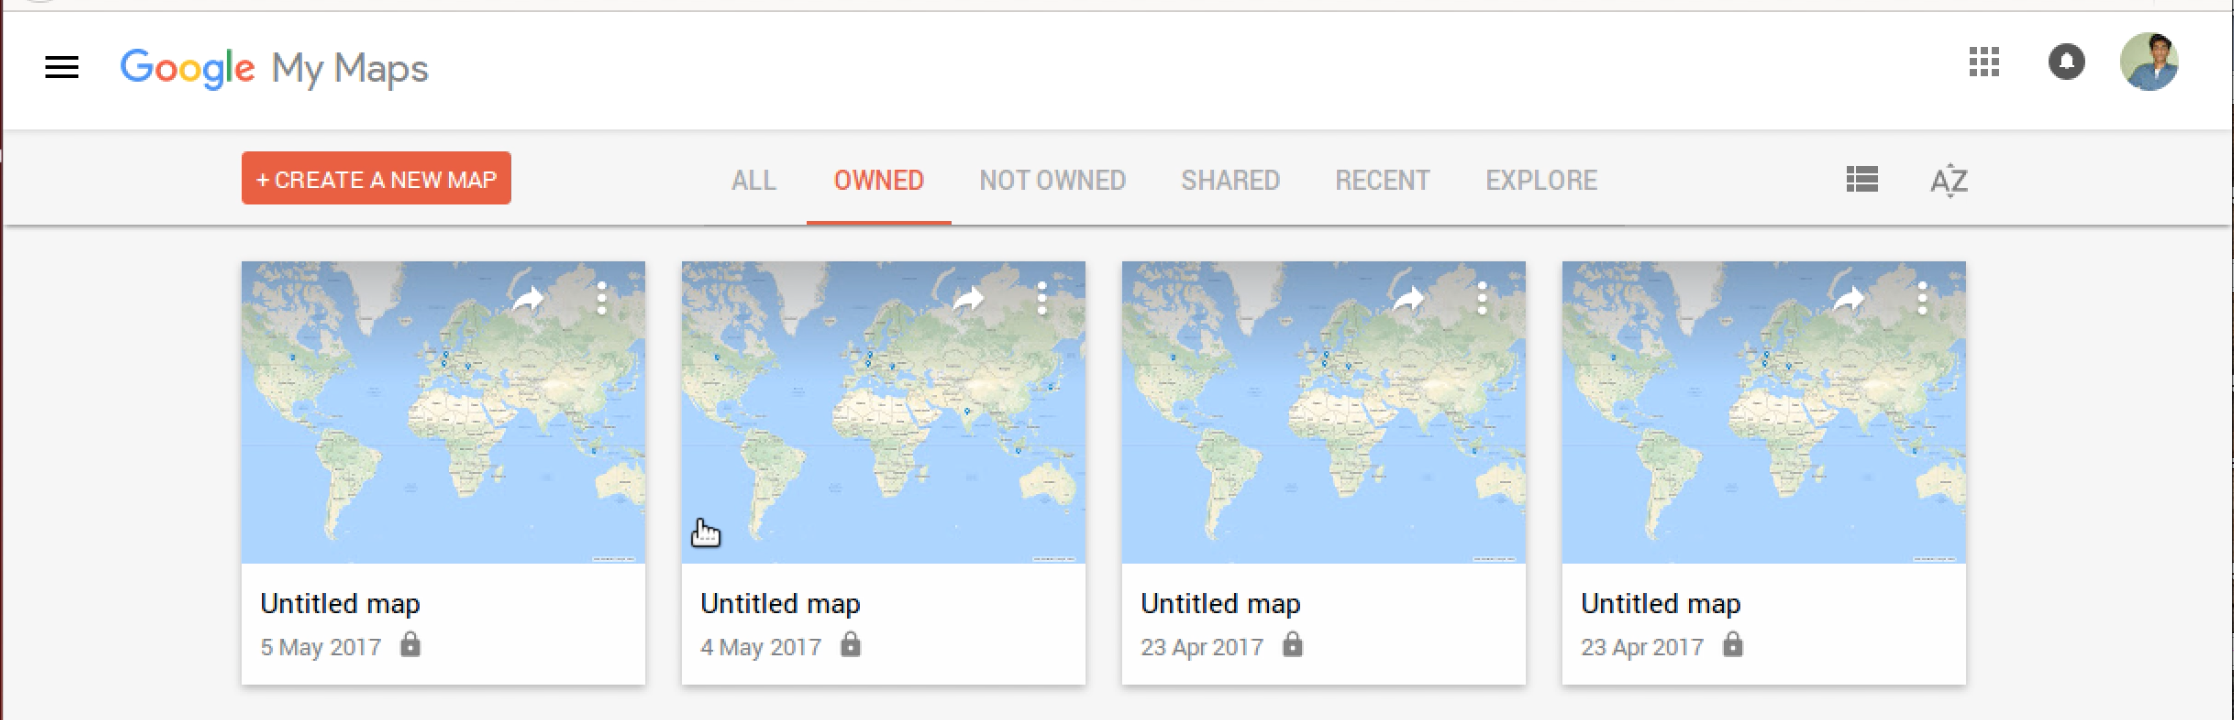 Google My Maps
+ CREATE A NEW MAP
ALL OWNED NOT OWNED SHARED RECENT EXPLORE
AZ
Untitled map
5 May 2017
Untitled map
4 May 2017
Untitled map
23 Apr 2017
Untitled map
23 Apr 2017